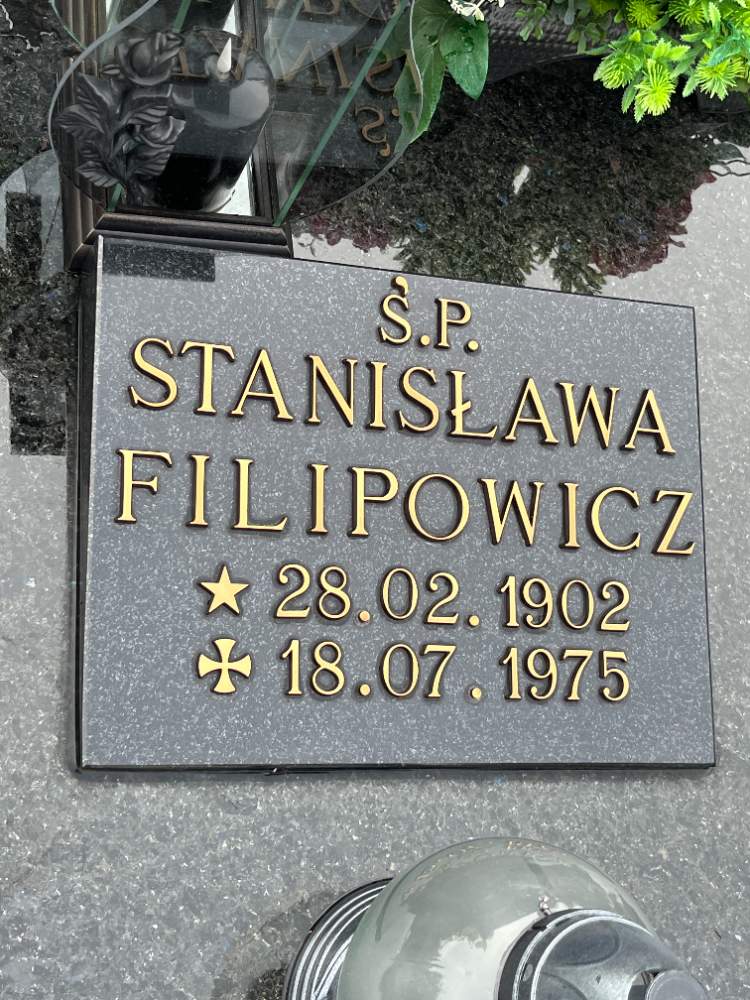 Ś.P.
STANISŁAWA
FILIPOWICZ
★ 28.02.1902
✠ 18.07.1975